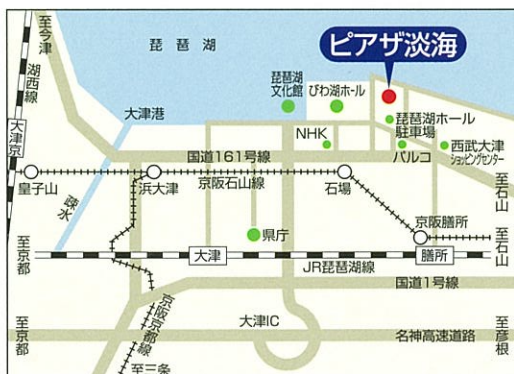 至今津
琵琶湖
ピアザ淡海
湖西線
琵琶湖
文化館
びわ湖ホール
大津港
琵琶湖ホール
駐車場
大津京
NHK
パルコ
西武大津
ショッピングセンター
国道161号線
皇子山
浜大津
京阪石山線
石場
至石山
疏水
京阪膳所
県庁
至京都
大津
膳所
至石山
JR琵琶湖線
国道1号線
京阪京都線
大津IC
至京都
名神高速道路
至彦根
至三条